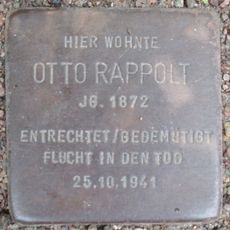 HIER WOHNTE
OTTO RAPPOLT
JG. 1872
ENTRECHTET/GEDEMÜTIGT
FLUCHT IN DEN TOD
25.10.1941